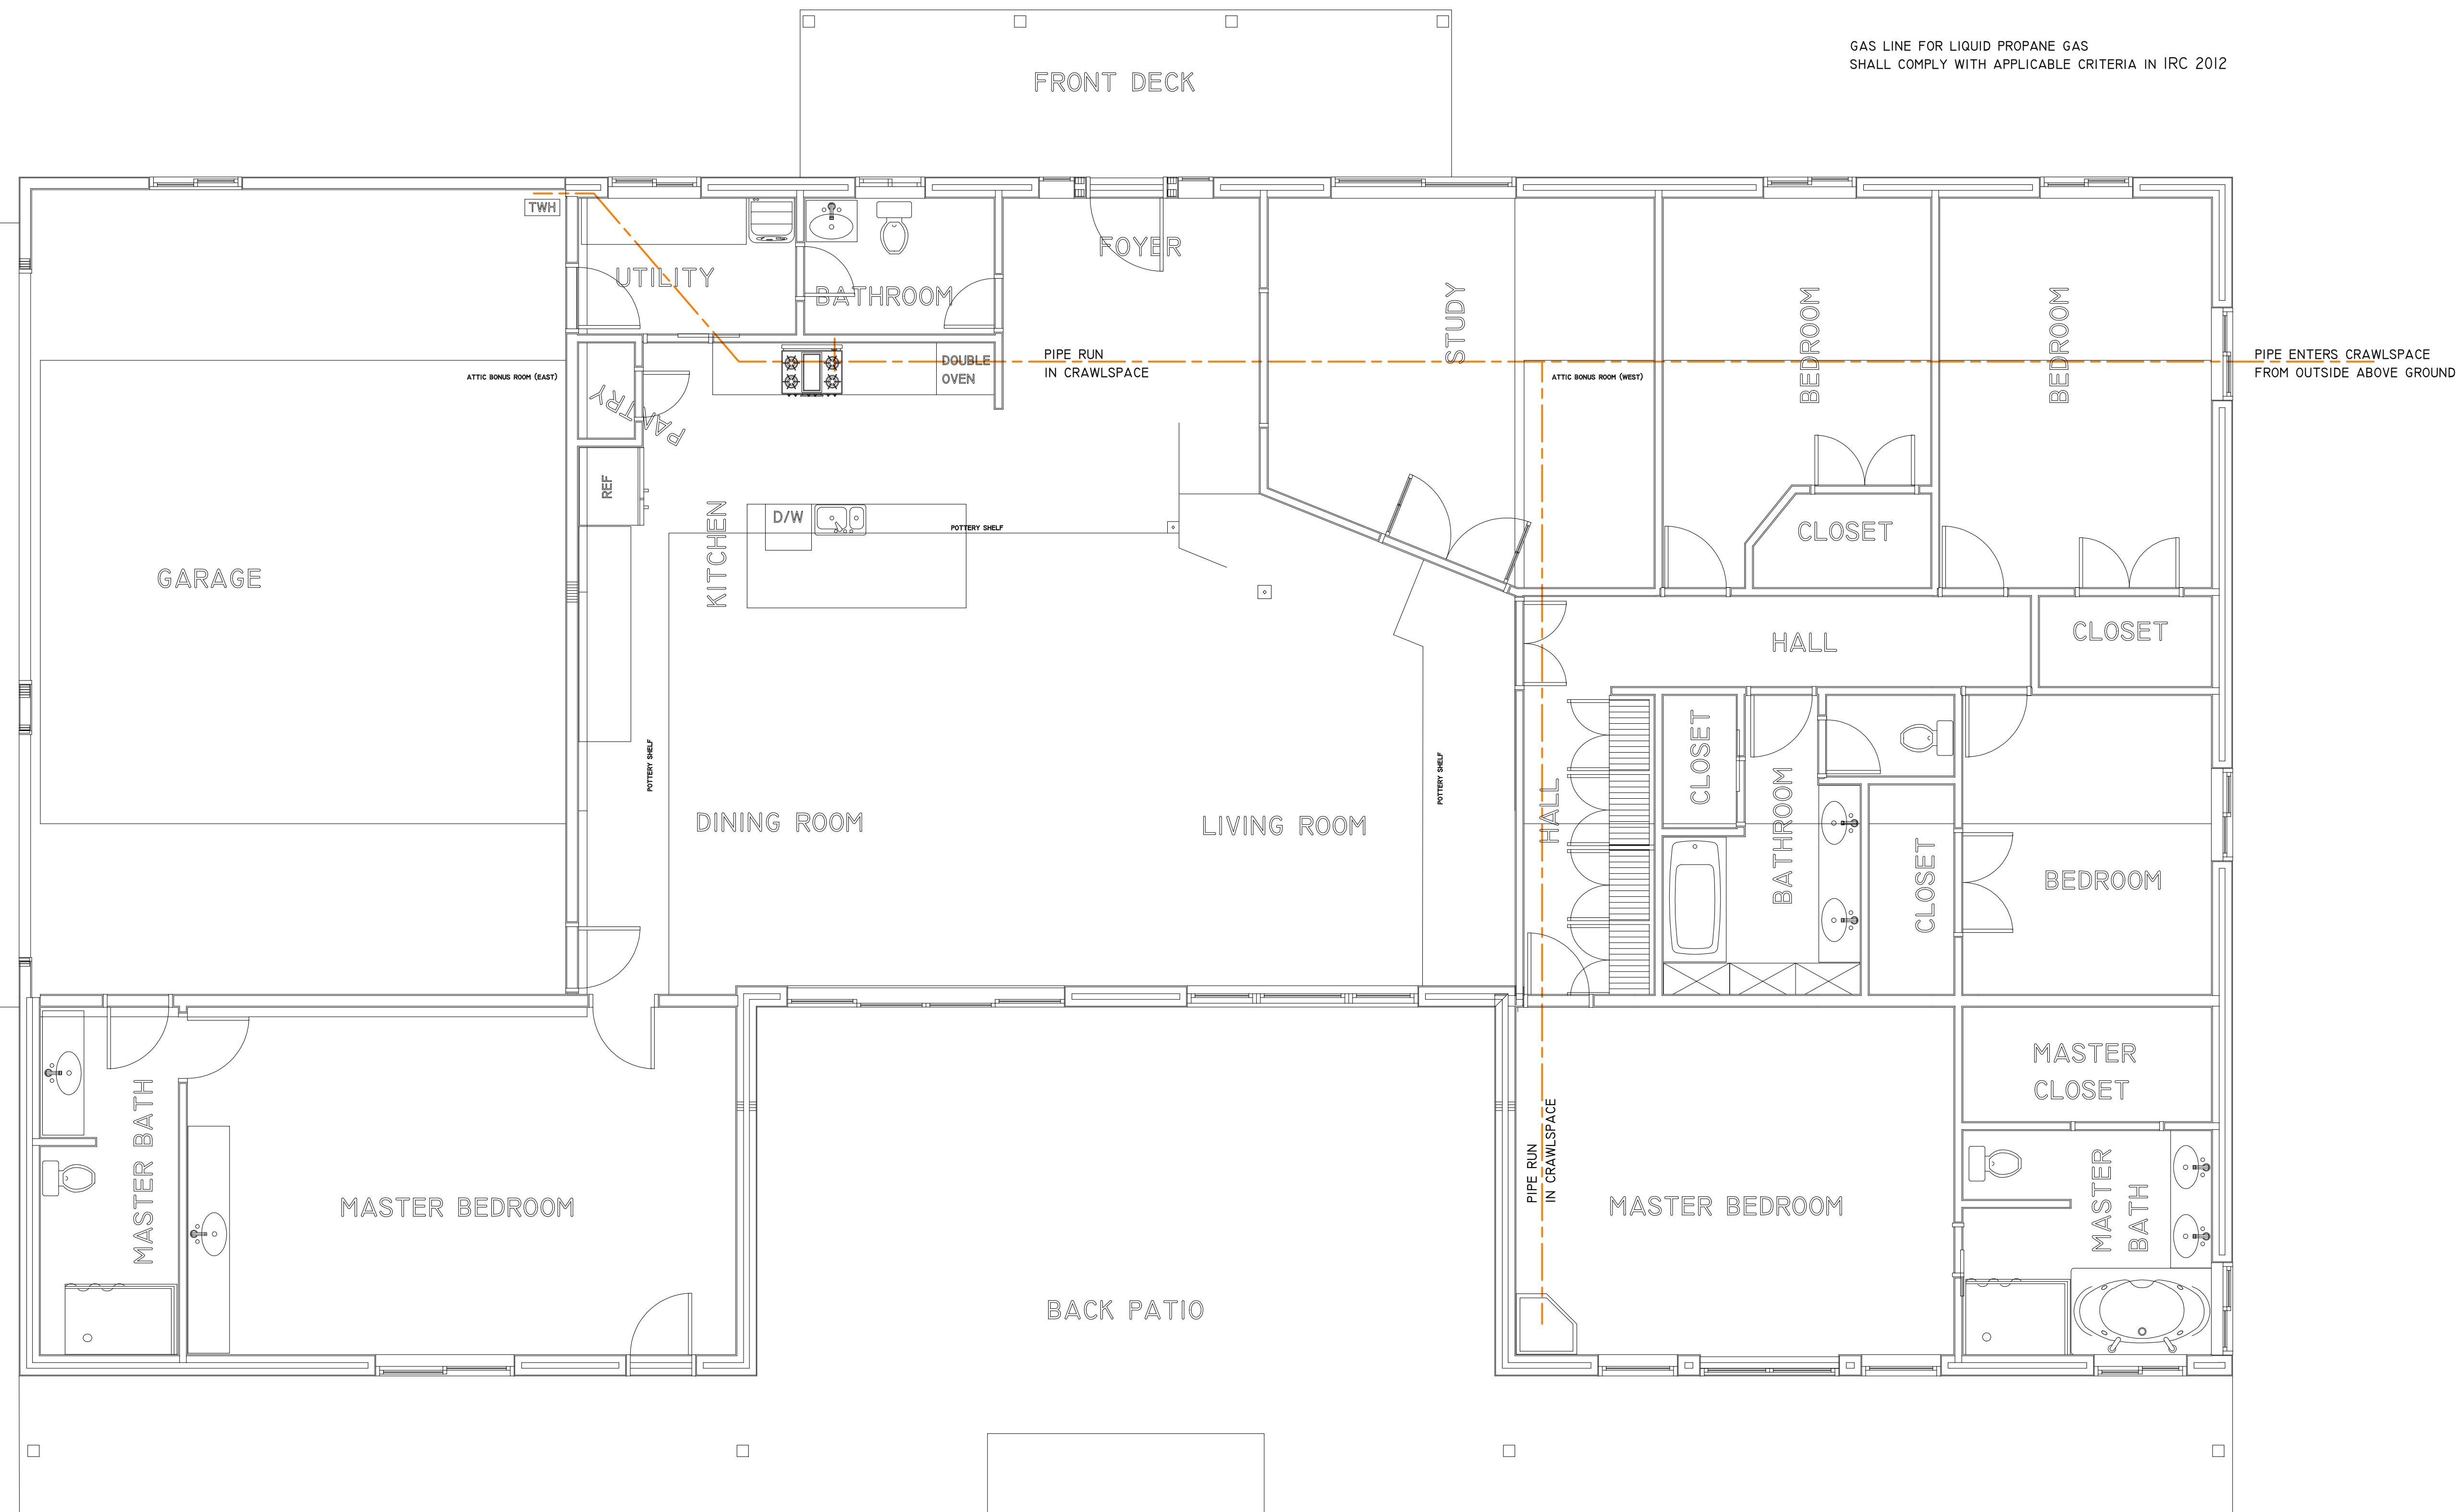 GAS LINE FOR LIQUID PROPANE GAS
SHALL COMPLY WITH APPLICABLE CRITERIA IN IRC 2012
FRONT DECK
TWH
UTILITY
BATHROOM
FOYER
STUDY
BEDROOM
BEDROOM
PIPE ENTERS CRAWLSPACE
FROM OUTSIDE ABOVE GROUND
DOUBLE
OVEN
PIPE RUN
IN CRAWLSPACE
ATTIC BONUS ROOM (EAST)
ATTIC BONUS ROOM (WEST)
PANTRY
REF
KITCHEN
D/W
POTTERY SHELF
CLOSET
GARAGE
HALL
CLOSET
POTTERY SHELF
DINING ROOM
LIVING ROOM
POTTERY SHELF
HALL
CLOSET
BATHROOM
CLOSET
BEDROOM
MASTER
CLOSET
MASTER BATH
MASTER BEDROOM
PIPE RUN
IN CRAWLSPACE
MASTER BEDROOM
MASTER
BATH
BACK PATIO